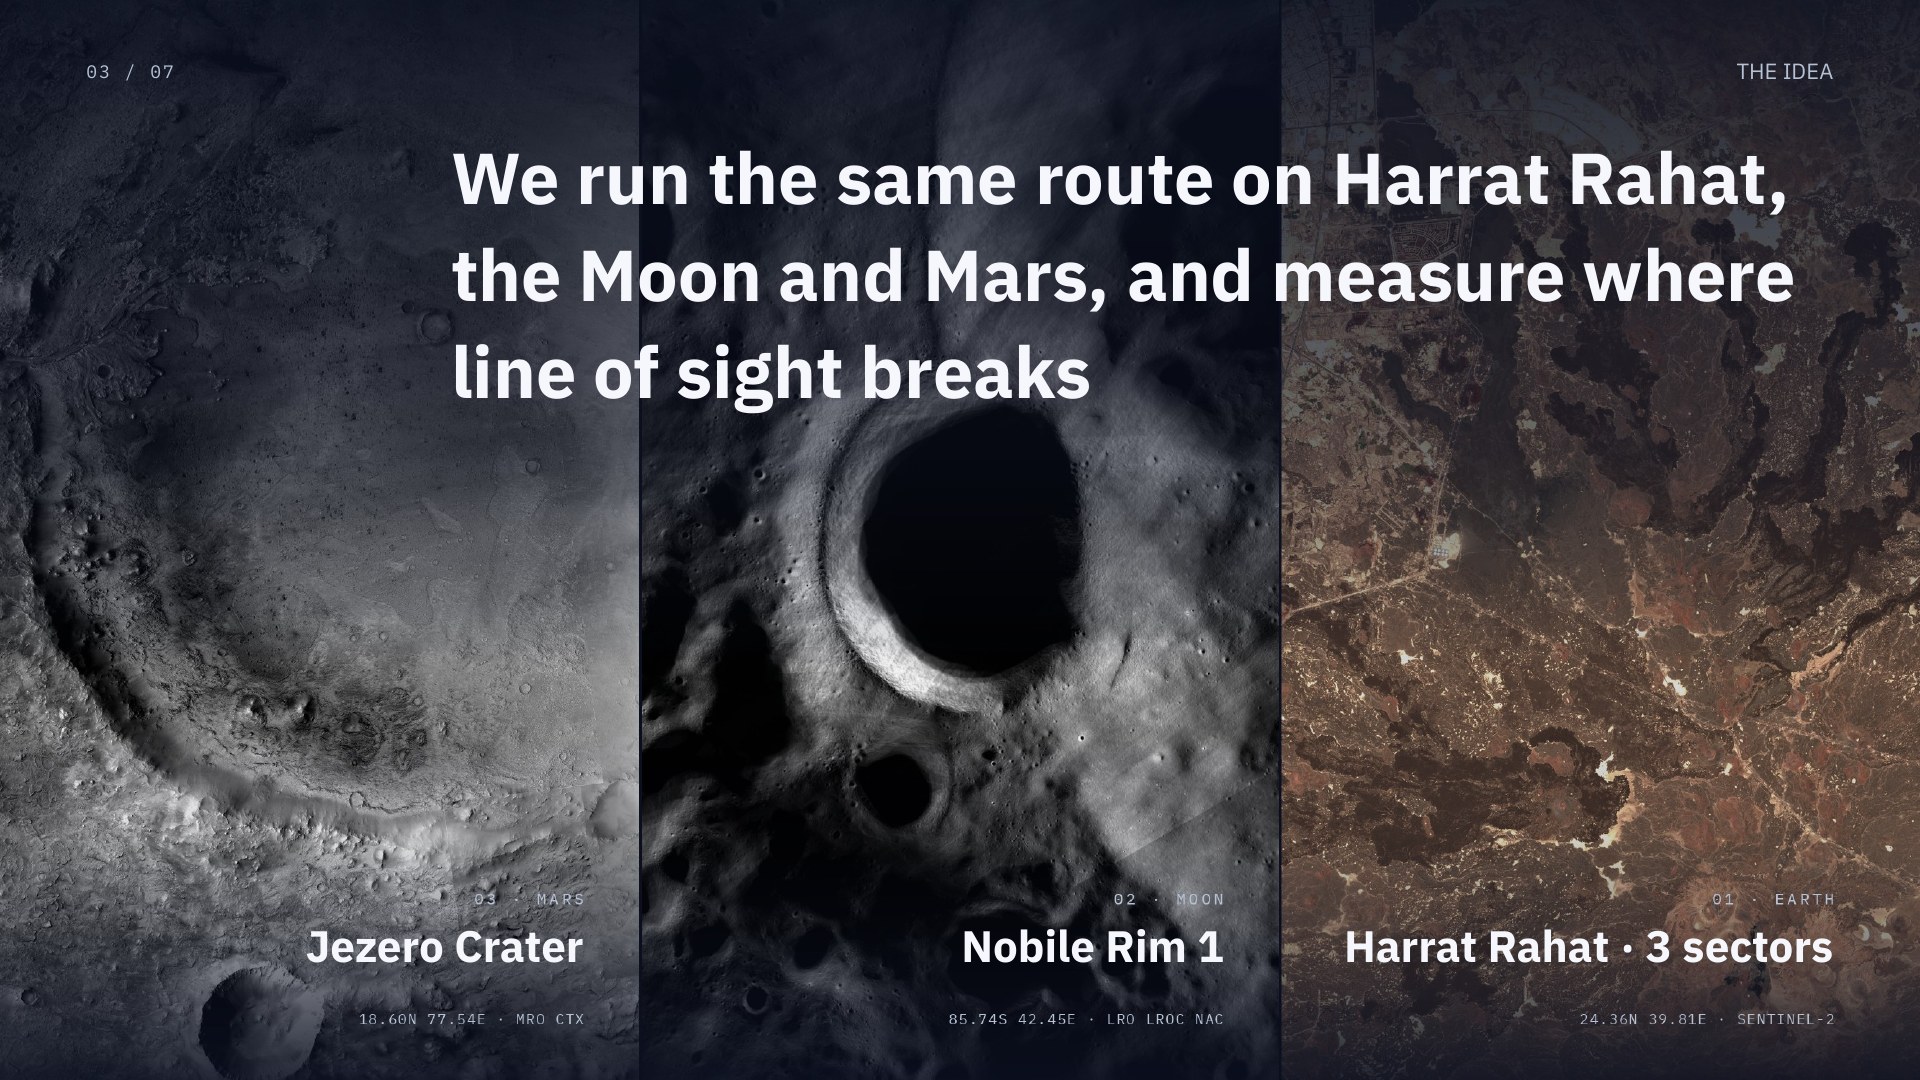 03 / 07
THE IDEA
We run the same route on Harrat Rahat,
the Moon and Mars, and measure where
line of sight breaks
03 · MARS
Jezero Crater
18.60N 77.54E · MRO CTX
02 · MOON
Nobile Rim 1
85.74S 42.45E · LRO LROC NAC
01 · EARTH
Harrat Rahat · 3 sectors
24.36N 39.81E · SENTINEL-2